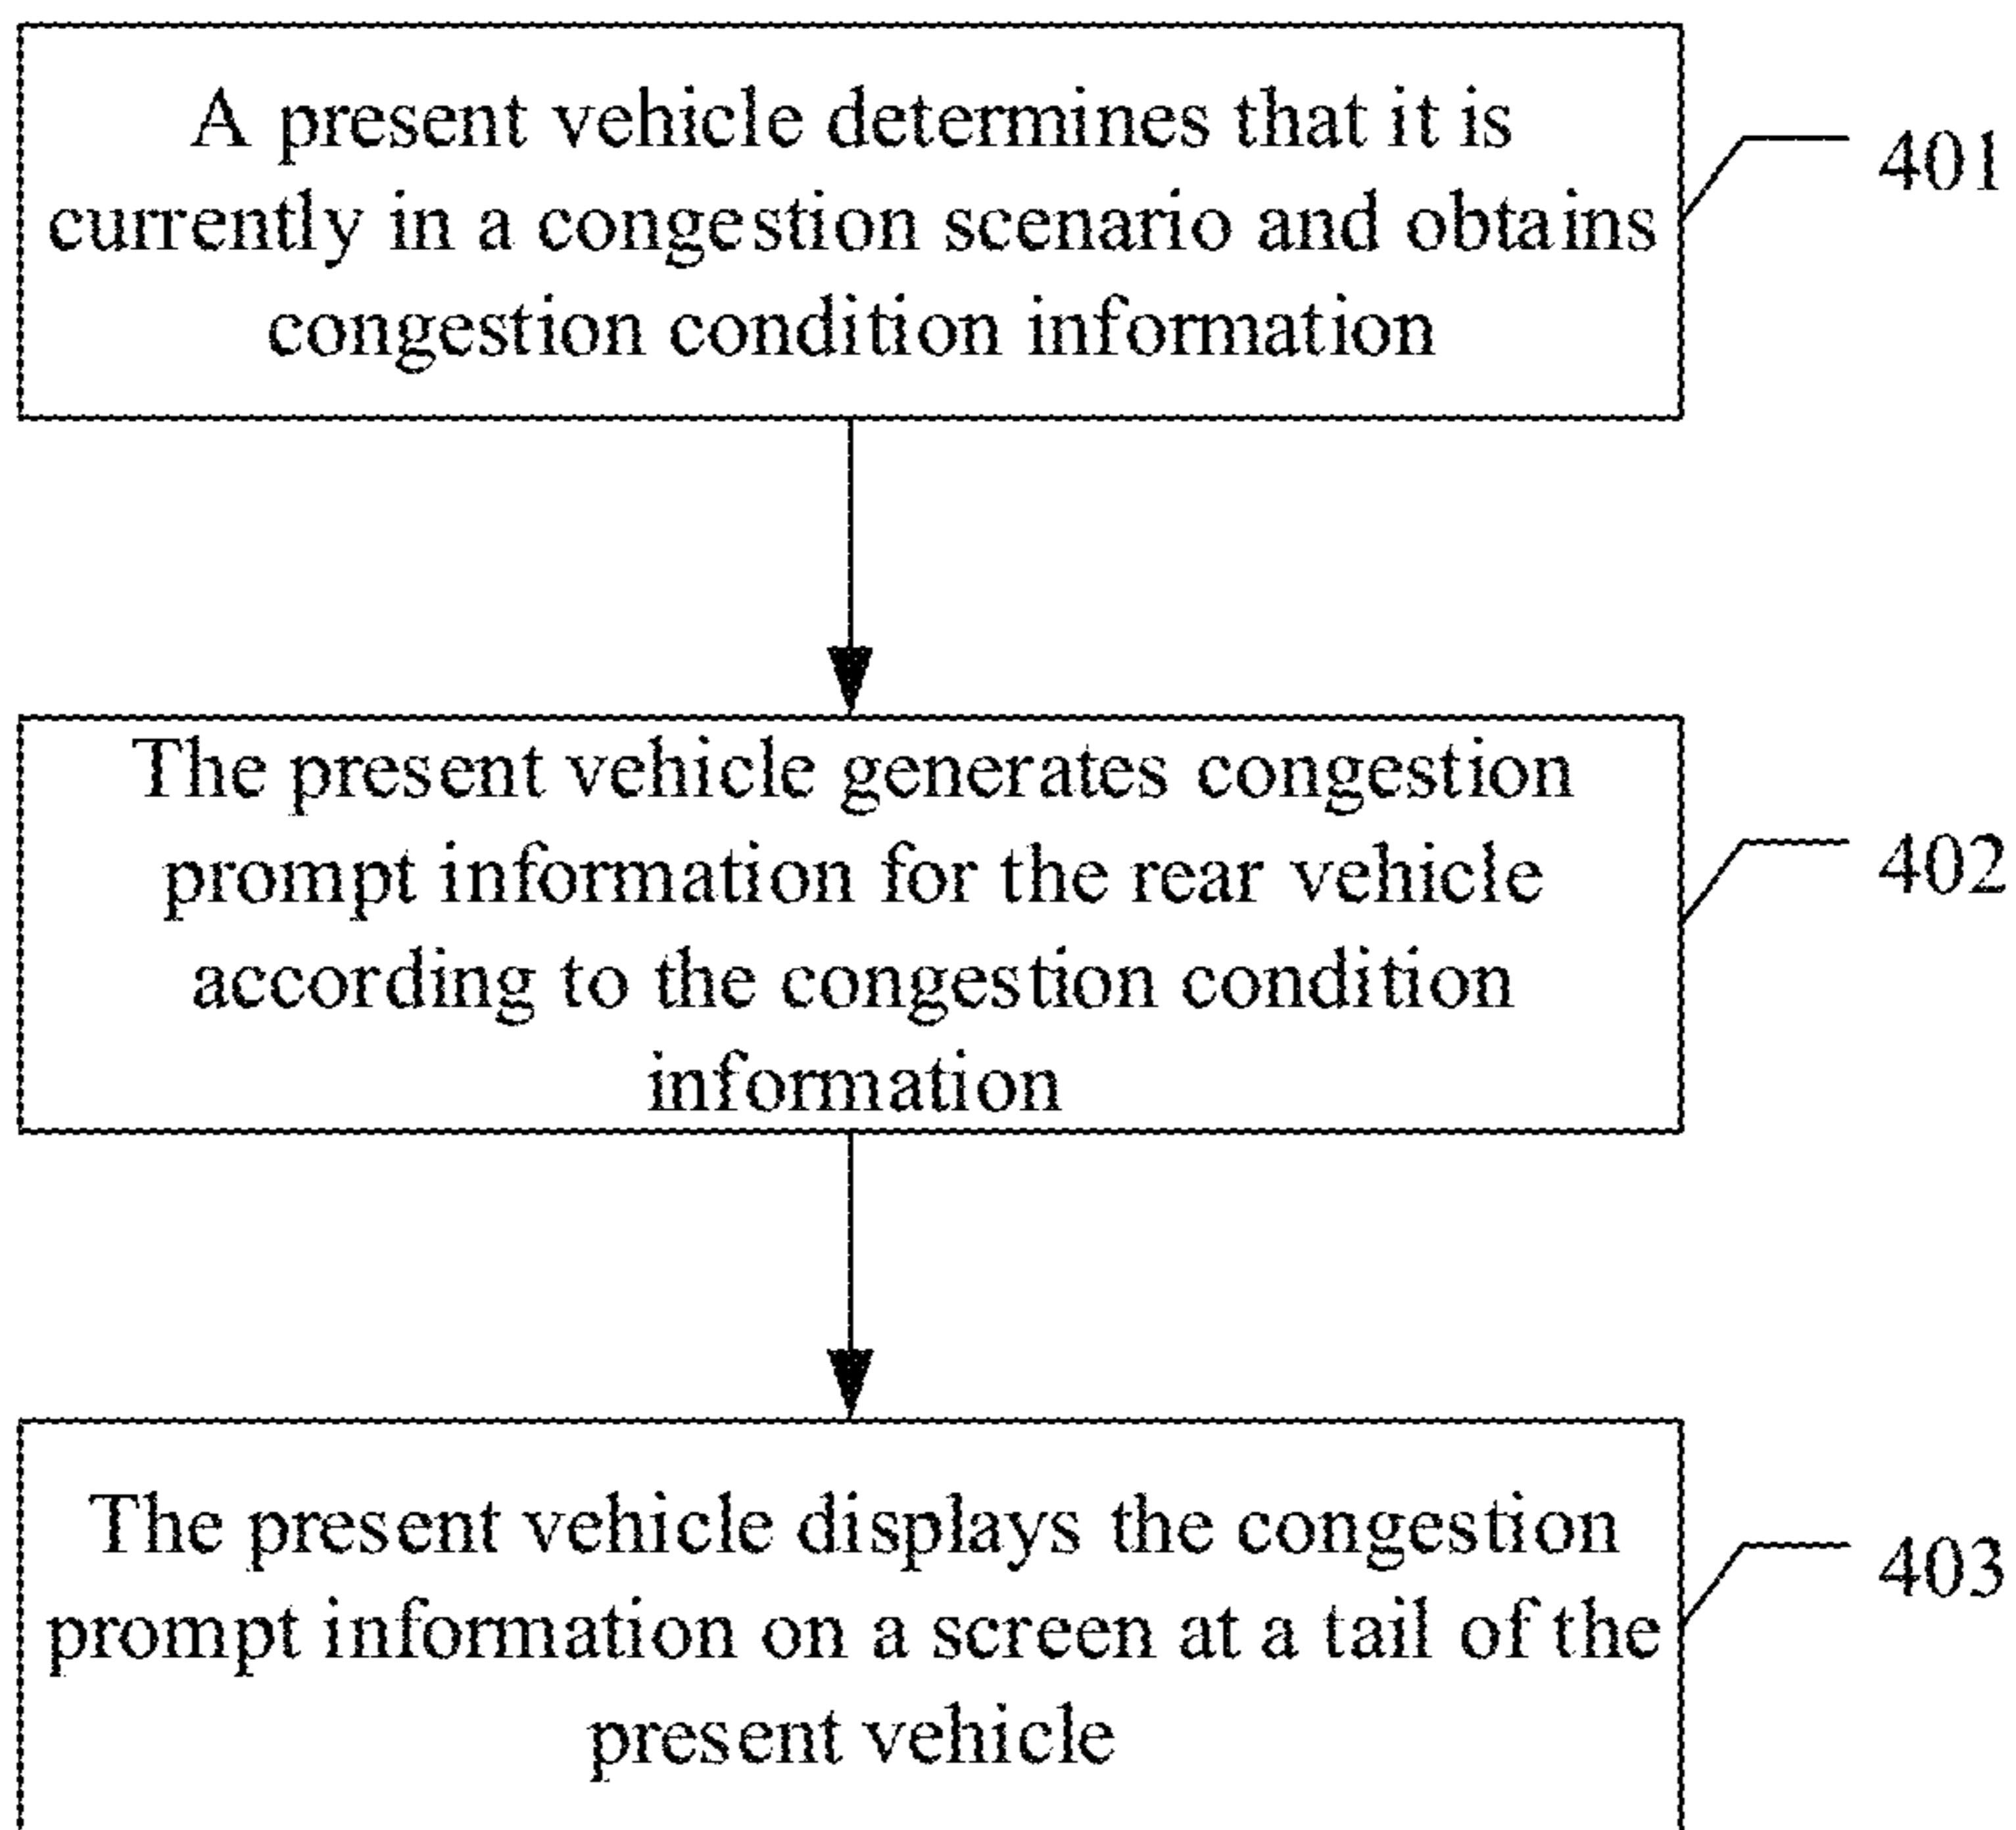 A present vehicle determines that it is
currently in a congestion scenario and obtains
congestion condition information
401
The present vehicle generates congestion
prompt information for the rear vehicle
according to the congestion condition
information
402
The present vehicle displays the congestion
prompt information on a screen at a tail of the
present vehicle
403